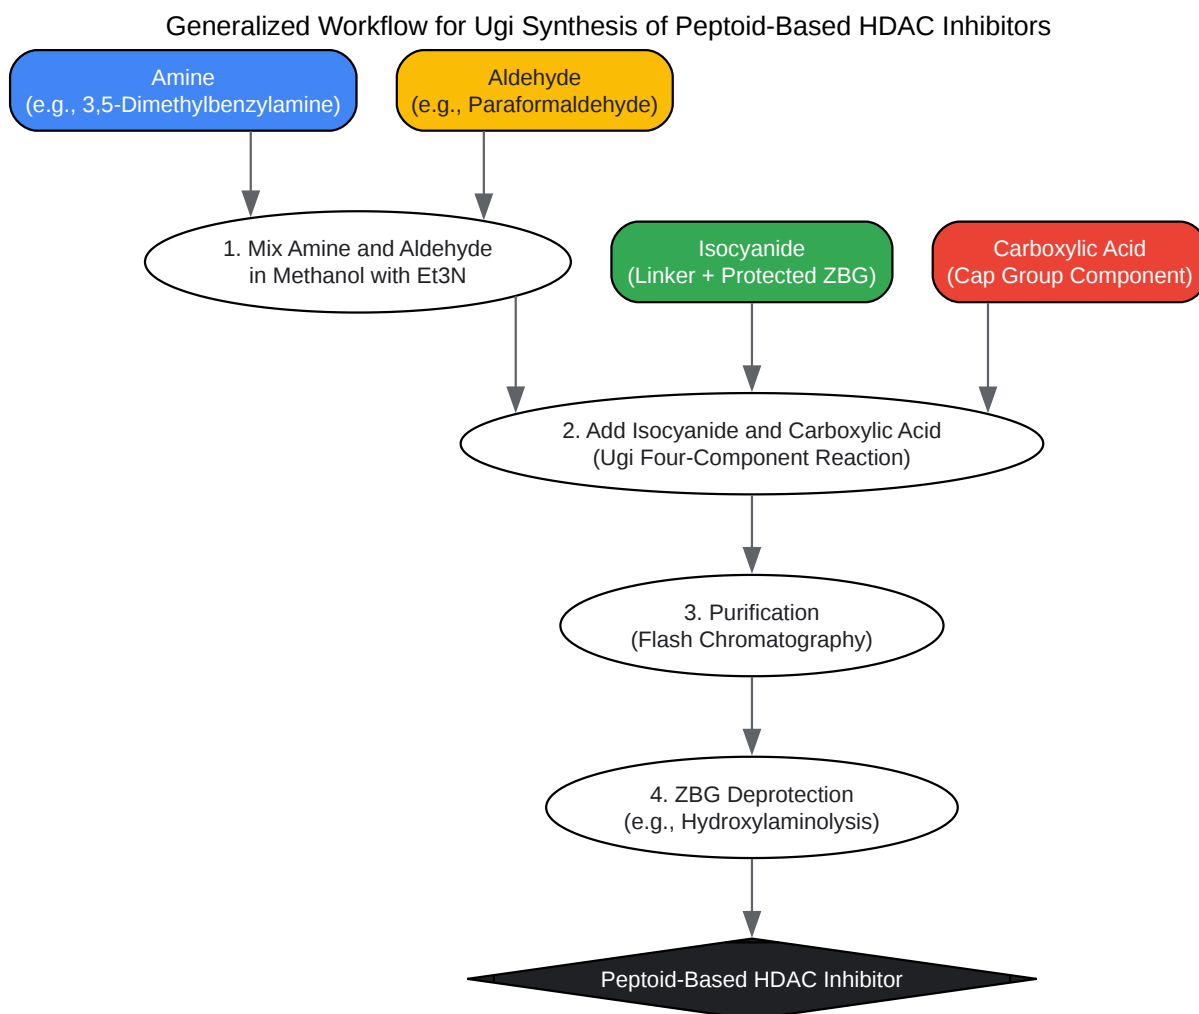 Generalized Workflow for Ugi Synthesis of Peptoid-Based HDAC Inhibitors
Amine
(e.g., 3,5-Dimethylbenzylamine)
Aldehyde
(e.g., Paraformaldehyde)
1. Mix Amine and Aldehyde
in Methanol with Et3N
Isocyanide
(Linker + Protected ZBG)
Carboxylic Acid
(Cap Group Component)
2. Add Isocyanide and Carboxylic Acid
(Ugi Four-Component Reaction)
3. Purification
(Flash Chromatography)
4. ZBG Deprotection
(e.g., Hydroxylaminolysis)
Peptoid-Based HDAC Inhibitor